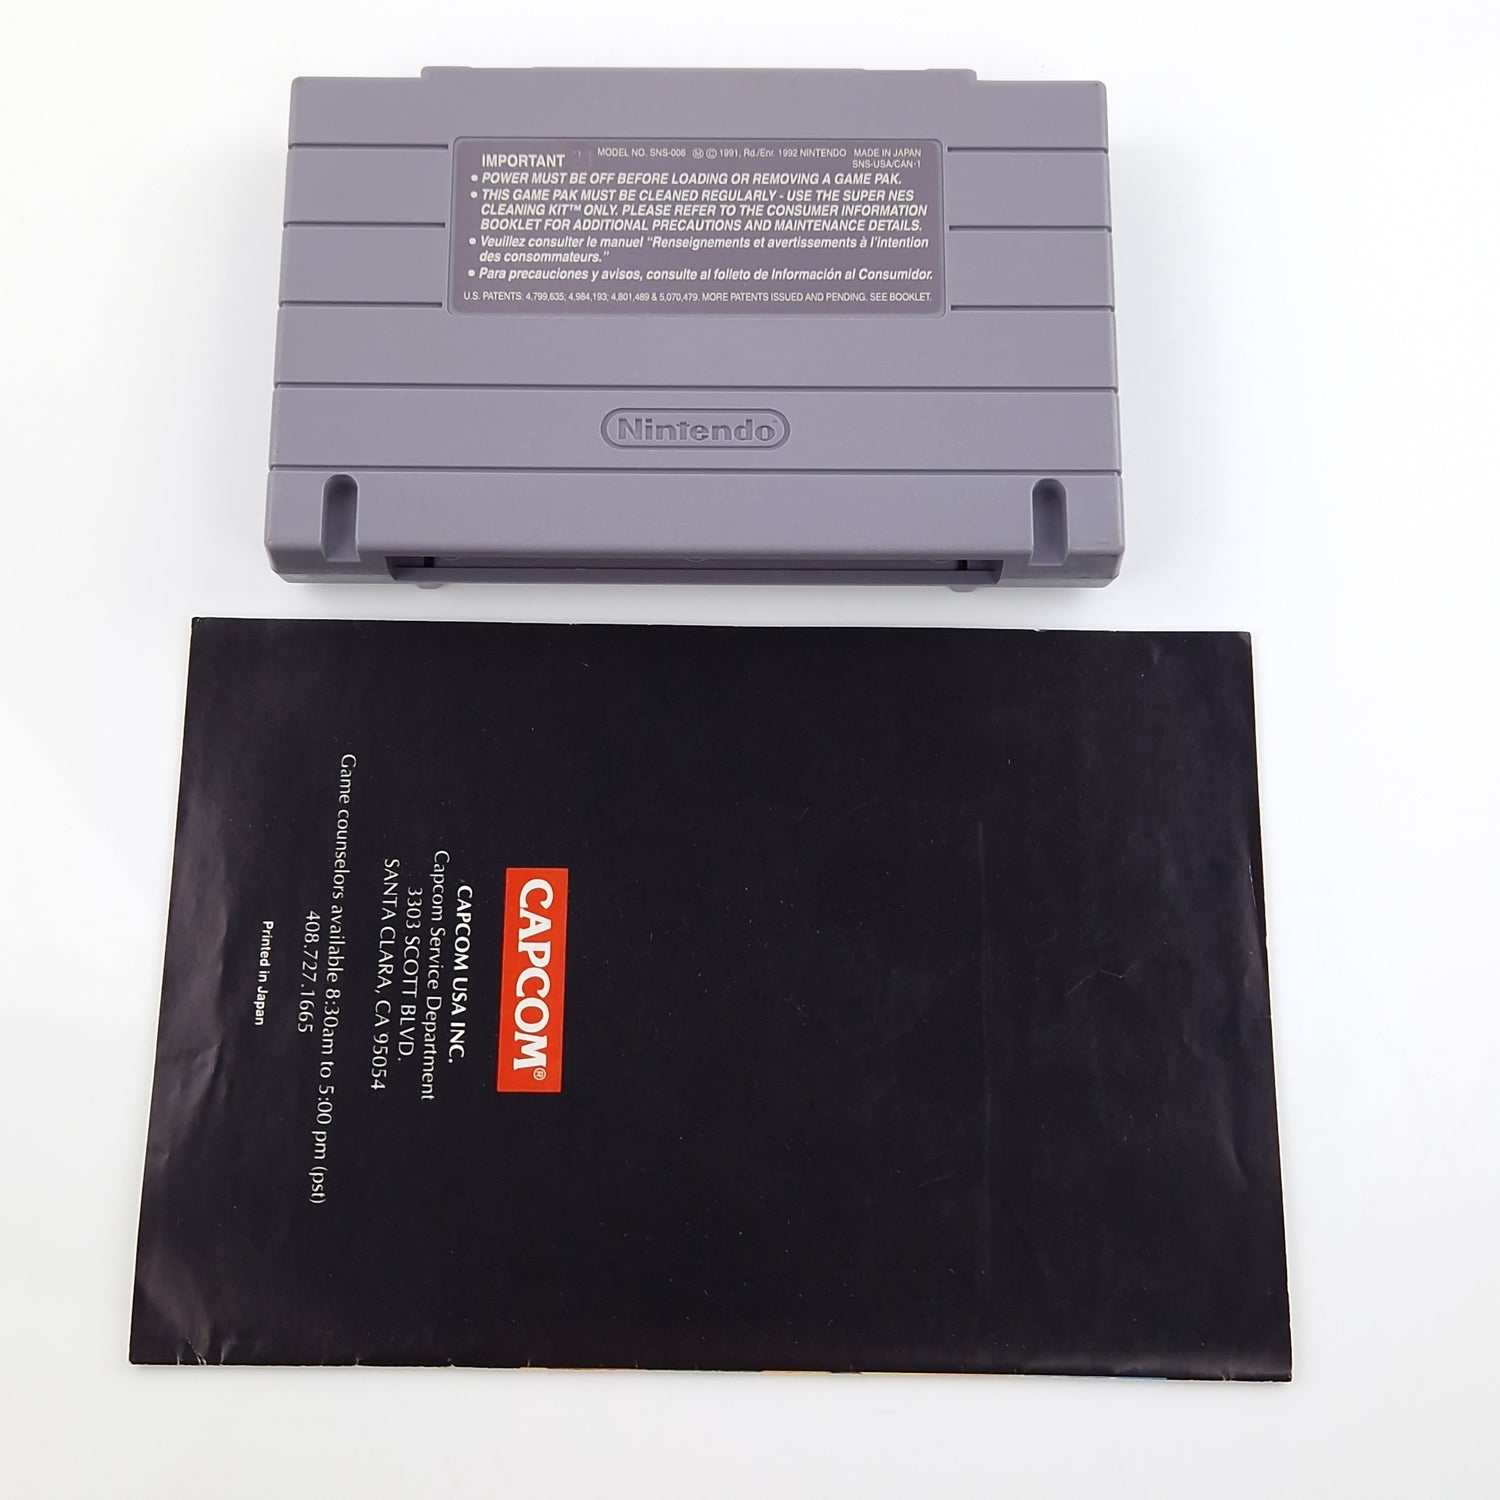 IMPORTANT
MODEL NO. SNS-006 Ⓜ © 1991, Rd./Enr. 1992 NINTENDO MADE IN JAPAN
SNS-USA/CAN-1
• POWER MUST BE OFF BEFORE LOADING OR REMOVING A GAME PAK.
• THIS GAME PAK MUST BE CLEANED REGULARLY - USE THE SUPER NES
CLEANING KIT™ ONLY. PLEASE REFER TO THE CONSUMER INFORMATION
BOOKLET FOR ADDITIONAL PRECAUTIONS AND MAINTENANCE DETAILS.
• Veuillez consulter le manuel "Renseignements et avertissements à l'intention
des consommateurs."
• Para precauciones y avisos, consulte al folleto de Información al Consumidor.
U.S. PATENTS: 4,799,635; 4,984,193; 4,801,489 & 5,070,479. MORE PATENTS ISSUED AND PENDING. SEE BOOKLET.
Nintendo
CAPCOM®
CAPCOM USA INC.
Capcom Service Department
3303 SCOTT BLVD.
SANTA CLARA, CA 95054
Game counselors available 8:30am to 5:00 pm (pst)
408.727.1665
Printed in Japan